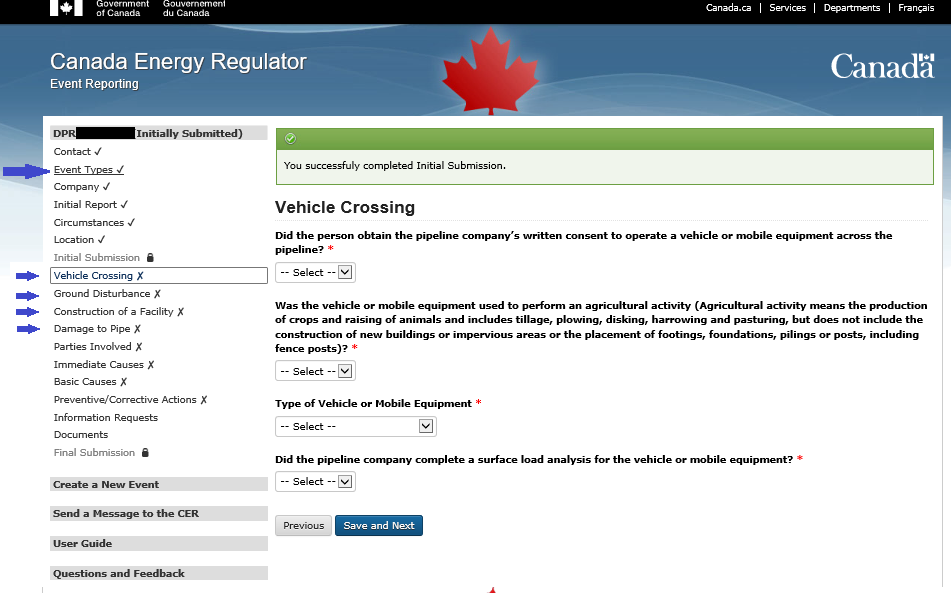 Government
of Canada
Gouvernement
du Canada
Canada.ca | Services | Departments | Français
Canada Energy Regulator
Event Reporting
Canada
DPR Initially Submitted)
Contact ✓
Event Types ✓
Company ✓
Initial Report ✓
Circumstances ✓
Location ✓
Initial Submission
Vehicle Crossing ✗
Ground Disturbance ✗
Construction of a Facility ✗
Damage to Pipe ✗
Parties Involved ✗
Immediate Causes ✗
Basic Causes ✗
Preventive/Corrective Actions ✗
Information Requests
Documents
Final Submission
Create a New Event
Send a Message to the CER
User Guide
Questions and Feedback
You successfuly completed Initial Submission.
Vehicle Crossing
Did the person obtain the pipeline company's written consent to operate a vehicle or mobile equipment across the
pipeline? *
-- Select --
Was the vehicle or mobile equipment used to perform an agricultural activity (Agricultural activity means the production
of crops and raising of animals and includes tillage, plowing, disking, harrowing and pasturing, but does not include the
construction of new buildings or impervious areas or the placement of footings, foundations, pilings or posts, including
fence posts)? *
-- Select --
Type of Vehicle or Mobile Equipment *
-- Select --
Did the pipeline company complete a surface load analysis for the vehicle or mobile equipment? *
-- Select --
Previous
Save and Next